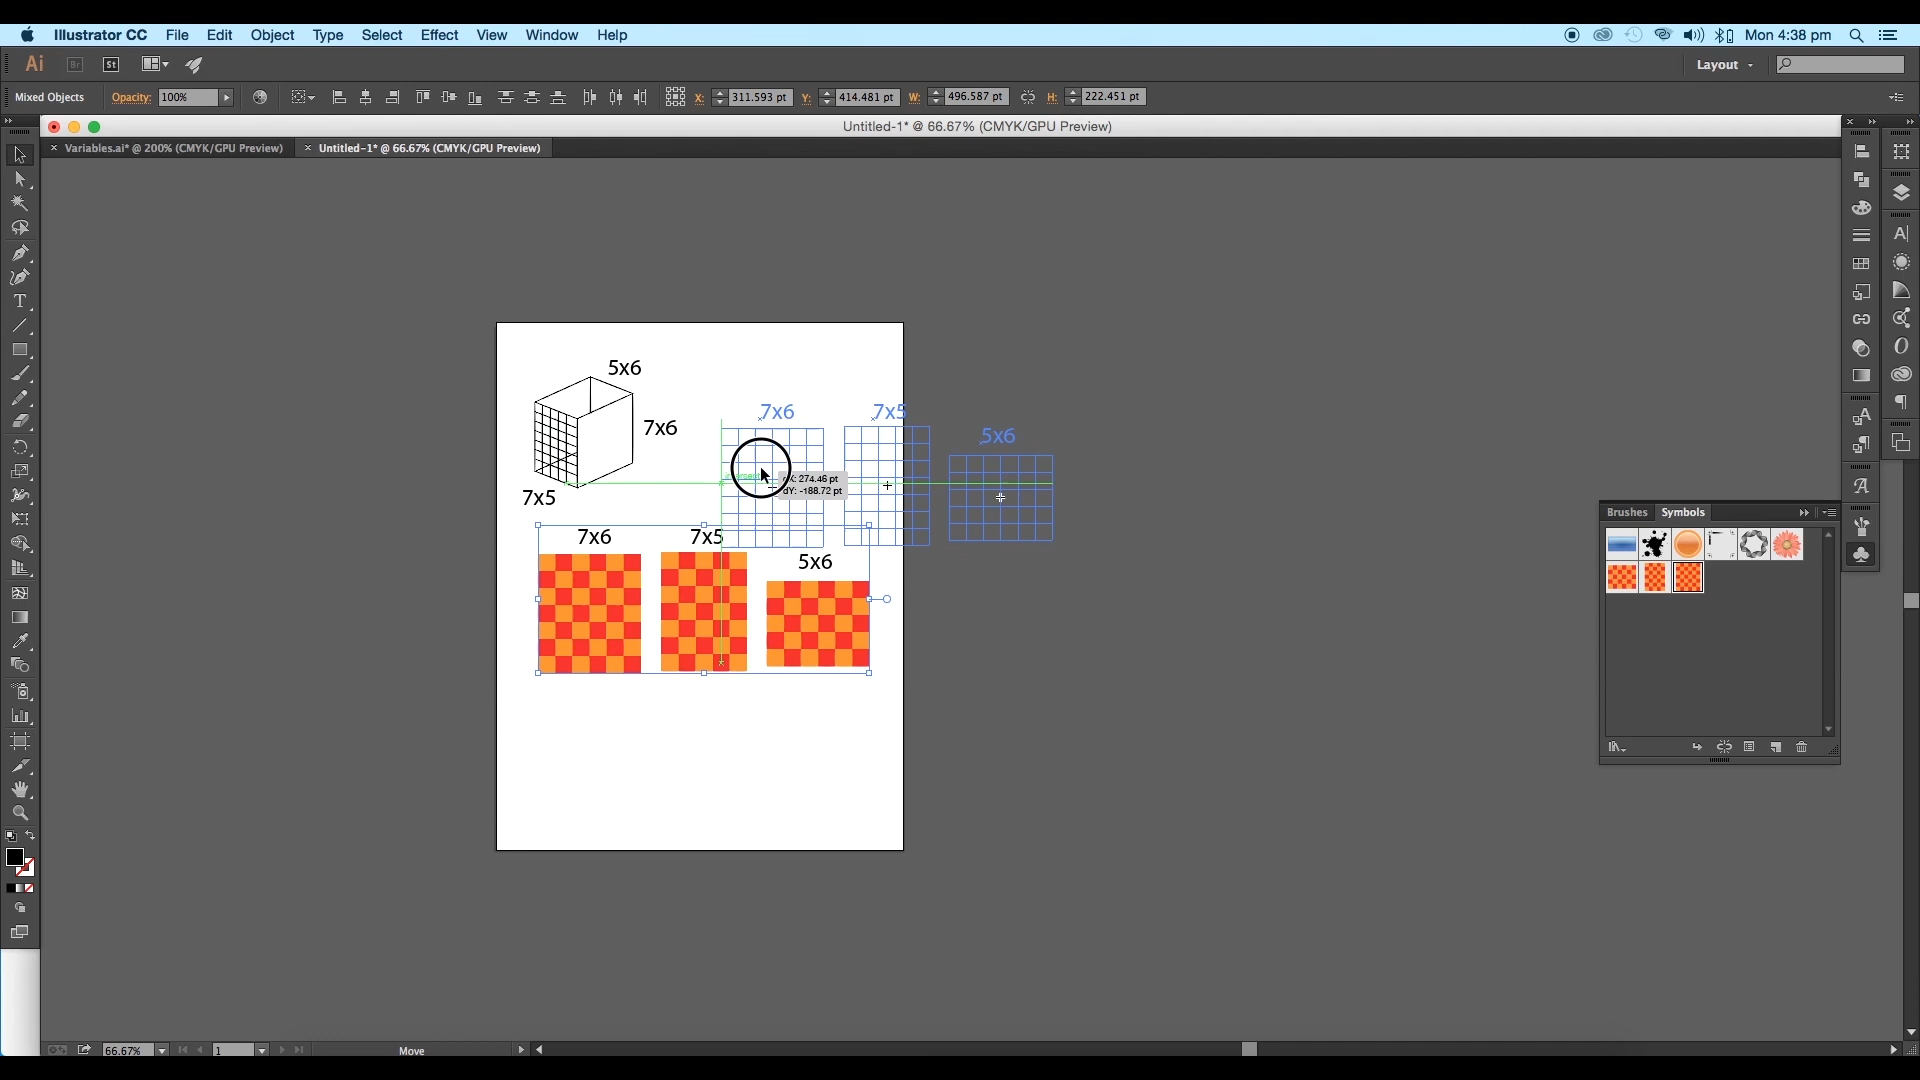 Illustrator CC File Edit Object Type Select Effect View Window Help
Mon 4:38 pm
Ai Br St
Layout
Mixed Objects Opacity: 100% X: 311.593 pt Y: 414.481 pt W: 496.587 pt H: 222.451 pt
Untitled-1* @ 66.67% (CMYK/GPU Preview)
Variables.ai* @ 200% (CMYK/GPU Preview)
Untitled-1* @ 66.67% (CMYK/GPU Preview)
5x6
7x6
7x5
5x6
7x6
dX: 274.46 pt
dY: -188.72 pt
7x5
7x6
7x5
5x6
Brushes Symbols
66.67% 1 Move